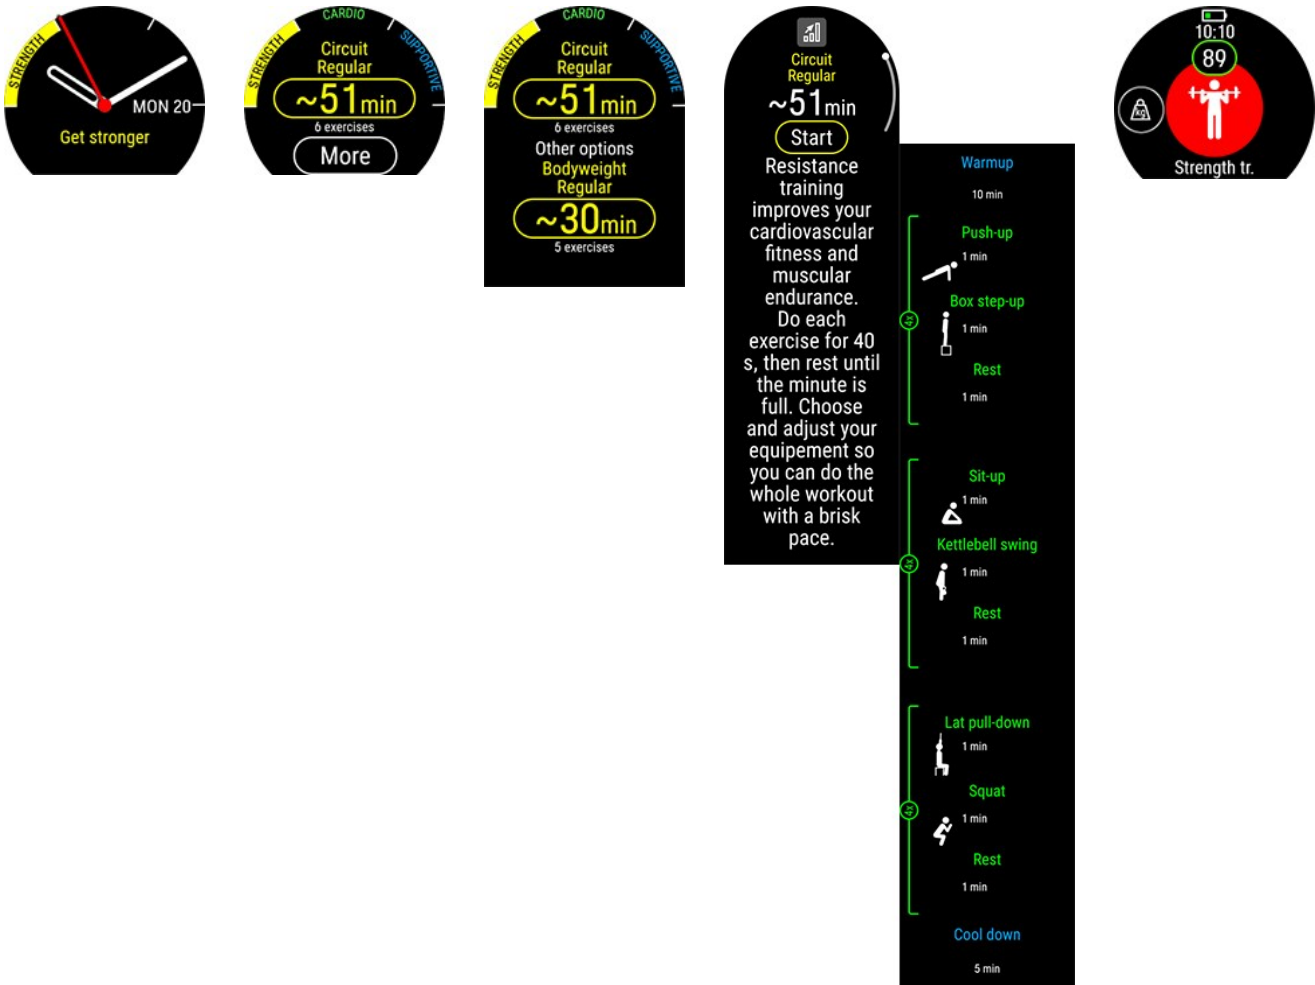 STRENGTH
MON 20
Get stronger
STRENGTH
CARDIO
SUPPORTIVE
Circuit
Regular
~51min
6 exercises
More
STRENGTH
CARDIO
SUPPORTIVE
Circuit
Regular
~51min
6 exercises
Other options
Bodyweight
Regular
~30min
5 exercises
Circuit
Regular
~51min
Start
Resistance
training
improves your
cardiovascular
fitness and
muscular
endurance.
Do each
exercise for 40
s, then rest until
the minute is
full. Choose
and adjust your
equipement so
you can do the
whole workout
with a brisk
pace.
Warmup
10 min
Push-up
1 min
Box step-up
4x
1 min
Rest
1 min
Sit-up
1 min
Kettlebell swing
4x
1 min
Rest
1 min
Lat pull-down
1 min
Squat
4x
1 min
Rest
1 min
Cool down
5 min
10:10
89
kg
Strength tr.